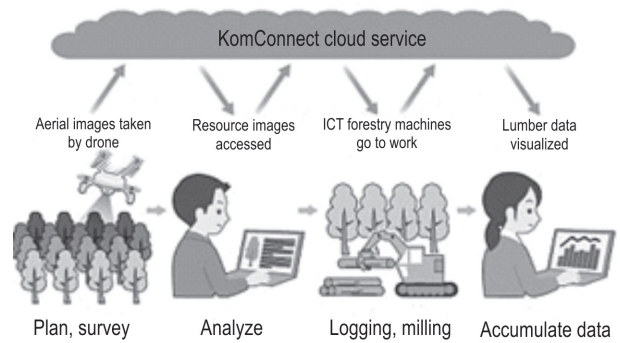 KomConnect cloud service
Aerial images taken
by drone
Resource images
accessed
ICT forestry machines
go to work
Lumber data
visualized
Plan, survey
Analyze
Logging, milling
Accumulate data